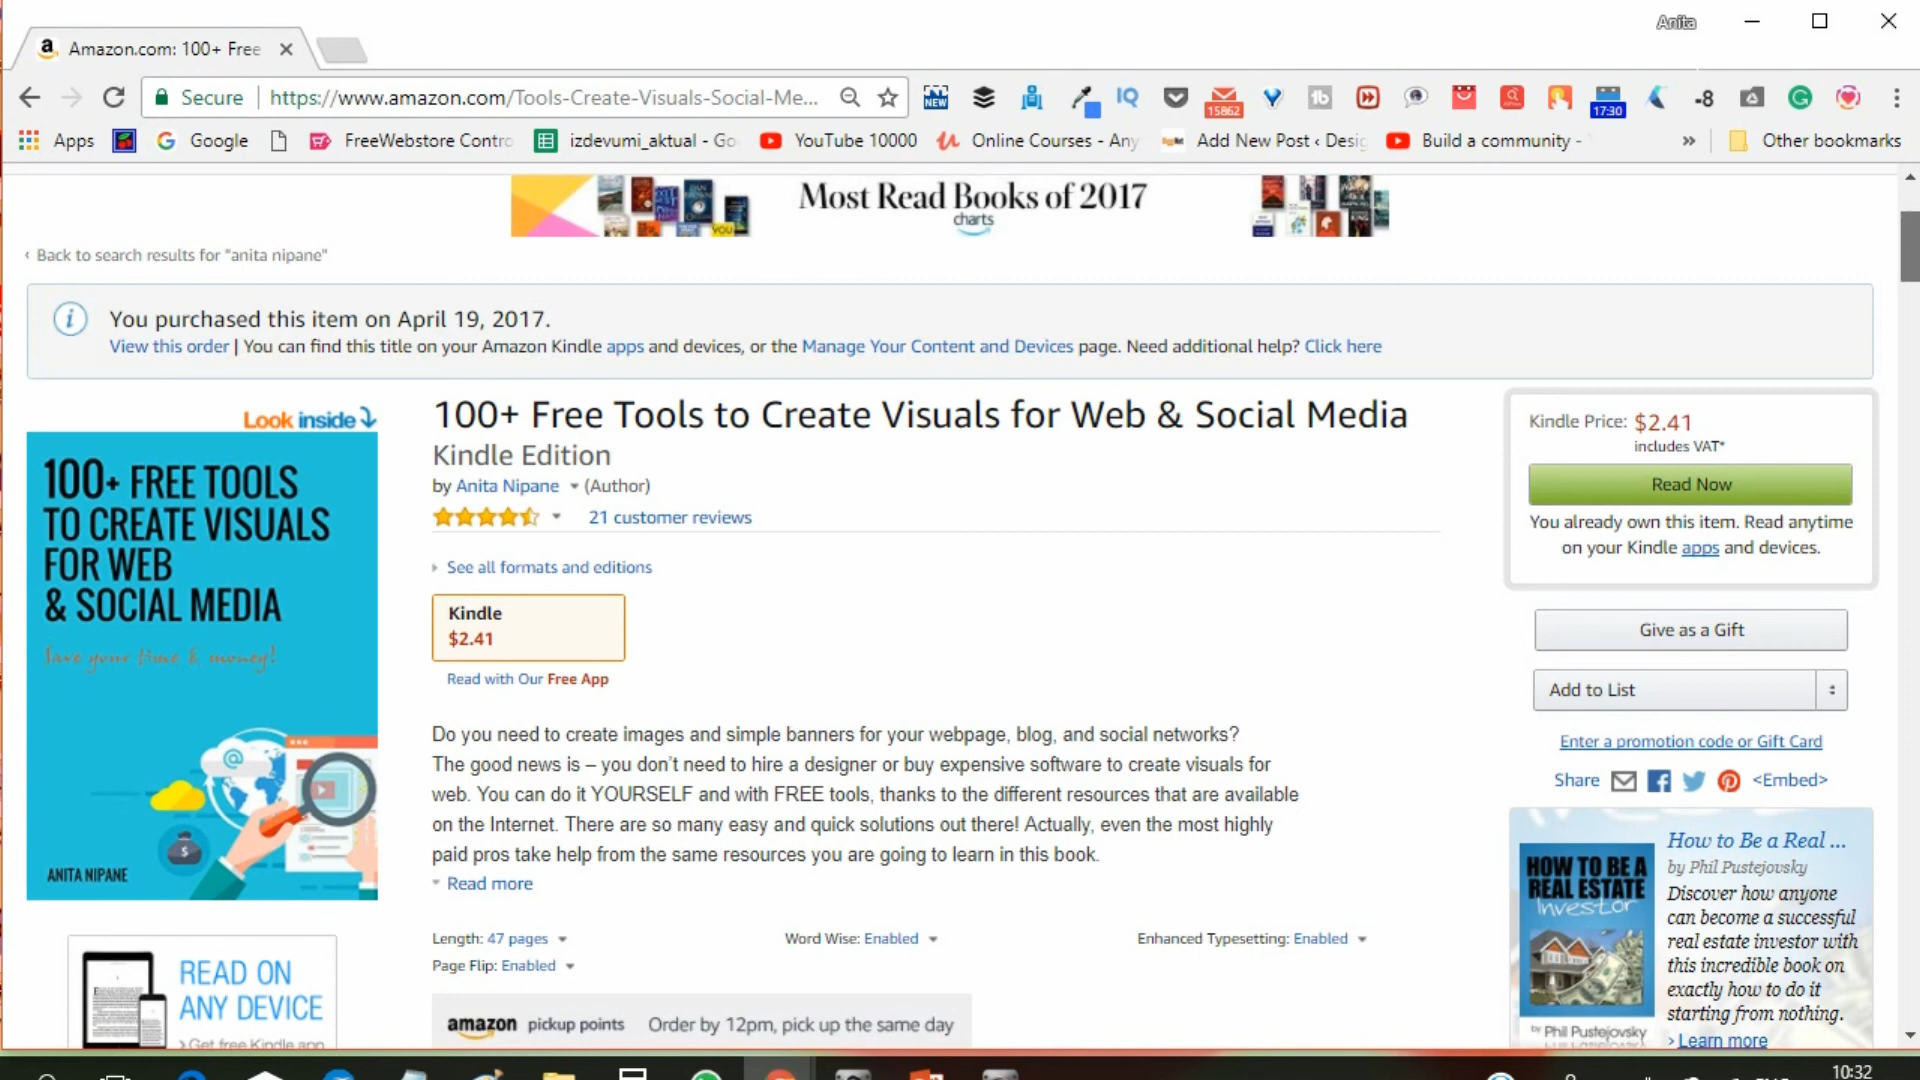 Anita
Amazon.com: 100+ Free
Secure
https://www.amazon.com/Tools-Create-Visuals-Social-Me...
NEW
IQ
15862
17:30
-8
Apps
Google
FreeWebstore Contro
izdevumi_aktual - Go
YouTube 10000
Online Courses - Any
Add New Post ‹ Desig
Build a community -
»
Other bookmarks
Most Read Books of 2017
charts
‹ Back to search results for "anita nipane"
You purchased this item on April 19, 2017.
View this order | You can find this title on your Amazon Kindle apps and devices, or the Manage Your Content and Devices page. Need additional help? Click here
Look inside
100+ FREE TOOLS
TO CREATE VISUALS
FOR WEB
& SOCIAL MEDIA
Save your time & money!
ANITA NIPANE
READ ON
ANY DEVICE
› Get free Kindle app
100+ Free Tools to Create Visuals for Web & Social Media
Kindle Edition
by Anita Nipane (Author)
21 customer reviews
See all formats and editions
Kindle
$2.41
Read with Our Free App
Do you need to create images and simple banners for your webpage, blog, and social networks?
The good news is – you don't need to hire a designer or buy expensive software to create visuals for
web. You can do it YOURSELF and with FREE tools, thanks to the different resources that are available
on the Internet. There are so many easy and quick solutions out there! Actually, even the most highly
paid pros take help from the same resources you are going to learn in this book.
Read more
Length: 47 pages
Word Wise: Enabled
Enhanced Typesetting: Enabled
Page Flip: Enabled
amazon pickup points Order by 12pm, pick up the same day
Kindle Price: $2.41
includes VAT*
Read Now
You already own this item. Read anytime
on your Kindle apps and devices.
Give as a Gift
Add to List
Enter a promotion code or Gift Card
Share <Embed>
HOW TO BE A
REAL ESTATE
Investor
by Phil Pustejovsky
How to Be a Real ...
by Phil Pustejovsky
Discover how anyone
can become a successful
real estate investor with
this incredible book on
exactly how to do it
starting from nothing.
› Learn more
10:32